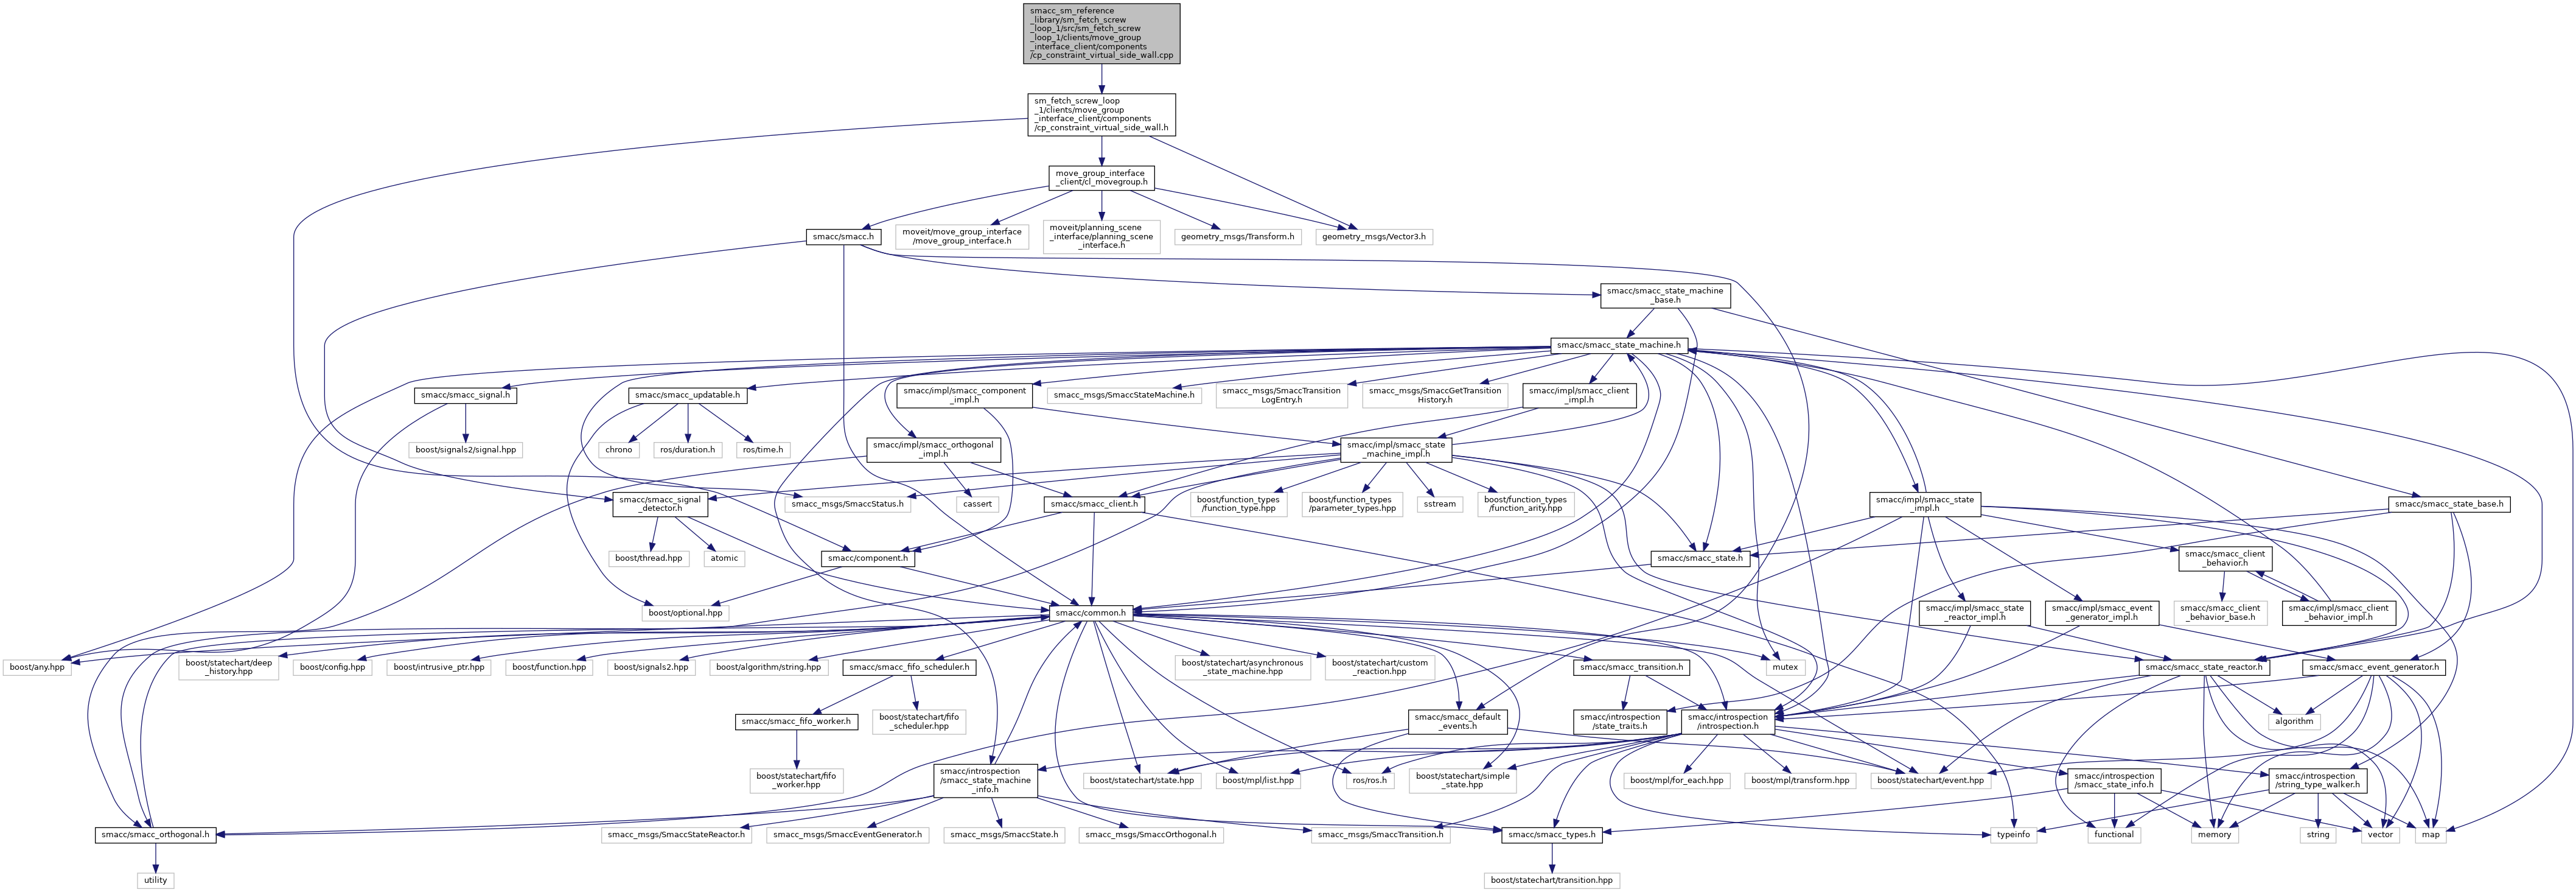 smacc_sm_reference
_library/sm_fetch_screw
_loop_1/src/sm_fetch_screw
_loop_1/clients/move_group
_interface_client/components
/cp_constraint_virtual_side_wall.cpp
sm_fetch_screw_loop
_1/clients/move_group
_interface_client/components
/cp_constraint_virtual_side_wall.h
move_group_interface
_client/cl_movegroup.h
smacc/smacc.h
moveit/move_group_interface
/move_group_interface.h
moveit/planning_scene
_interface/planning_scene
_interface.h
geometry_msgs/Transform.h
geometry_msgs/Vector3.h
smacc/smacc_state_machine
_base.h
smacc/smacc_state_machine.h
smacc/smacc_signal.h
smacc/smacc_updatable.h
smacc/impl/smacc_component
_impl.h
smacc_msgs/SmaccStateMachine.h
smacc_msgs/SmaccTransition
LogEntry.h
smacc_msgs/SmaccGetTransition
History.h
smacc/impl/smacc_client
_impl.h
boost/signals2/signal.hpp
chrono
ros/duration.h
ros/time.h
smacc/impl/smacc_orthogonal
_impl.h
smacc/impl/smacc_state
_machine_impl.h
smacc/smacc_signal
_detector.h
smacc_msgs/SmaccStatus.h
cassert
smacc/smacc_client.h
boost/function_types
/function_type.hpp
boost/function_types
/parameter_types.hpp
sstream
boost/function_types
/function_arity.hpp
smacc/impl/smacc_state
_impl.h
smacc/smacc_state_base.h
boost/thread.hpp
atomic
smacc/component.h
smacc/smacc_state.h
smacc/smacc_client
_behavior.h
boost/optional.hpp
smacc/common.h
smacc/impl/smacc_state
_reactor_impl.h
smacc/impl/smacc_event
_generator_impl.h
smacc/smacc_client
_behavior_base.h
smacc/impl/smacc_client
_behavior_impl.h
boost/any.hpp
boost/statechart/deep
_history.hpp
boost/config.hpp
boost/intrusive_ptr.hpp
boost/function.hpp
boost/signals2.hpp
boost/algorithm/string.hpp
smacc/smacc_fifo_scheduler.h
boost/statechart/asynchronous
_state_machine.hpp
boost/statechart/custom
_reaction.hpp
smacc/smacc_transition.h
mutex
smacc/smacc_state_reactor.h
smacc/smacc_event_generator.h
smacc/smacc_fifo_worker.h
boost/statechart/fifo
_scheduler.hpp
smacc/smacc_default
_events.h
smacc/introspection
/state_traits.h
smacc/introspection
/introspection.h
algorithm
boost/statechart/fifo
_worker.hpp
smacc/introspection
/smacc_state_machine
_info.h
boost/statechart/state.hpp
boost/mpl/list.hpp
ros/ros.h
boost/statechart/simple
_state.hpp
boost/mpl/for_each.hpp
boost/mpl/transform.hpp
boost/statechart/event.hpp
smacc/introspection
/smacc_state_info.h
smacc/introspection
/string_type_walker.h
smacc/smacc_orthogonal.h
smacc_msgs/SmaccStateReactor.h
smacc_msgs/SmaccEventGenerator.h
smacc_msgs/SmaccState.h
smacc_msgs/SmaccOrthogonal.h
smacc_msgs/SmaccTransition.h
smacc/smacc_types.h
typeinfo
functional
memory
string
vector
map
utility
boost/statechart/transition.hpp